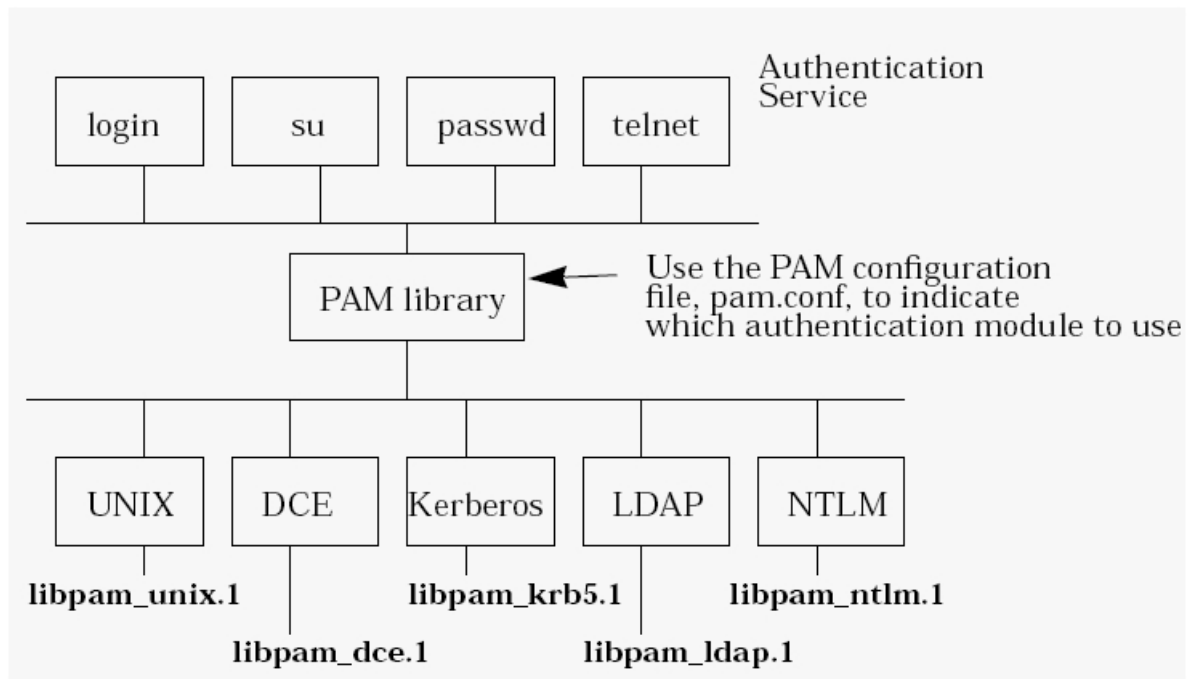 Authentication
Service
login
su
passwd
telnet
PAM library
Use the PAM configuration
file, pam.conf, to indicate
which authentication module to use
UNIX
DCE
Kerberos
LDAP
NTLM
libpam_unix.1
libpam_krb5.1
libpam_ntlm.1
libpam_dce.1
libpam_ldap.1